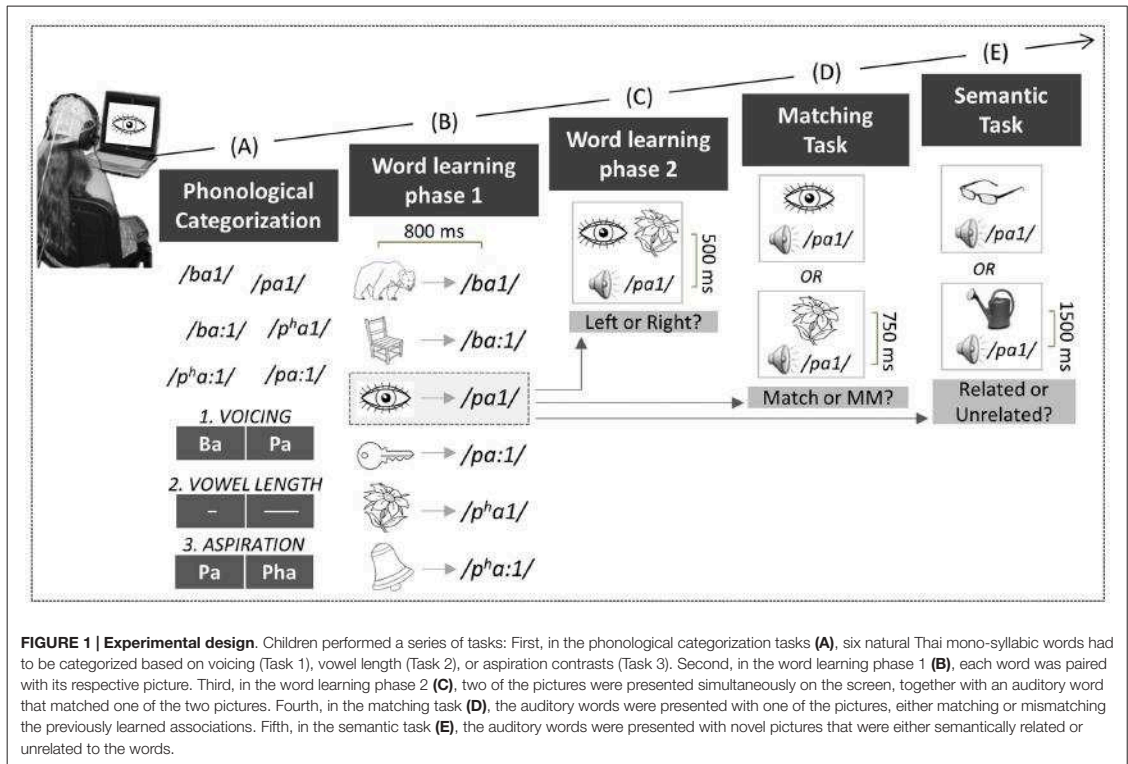 (A)
(B)
(C)
(D)
(E)
Phonological
Categorization
/ba1/ /pa1/
/ba:1/ /pʰa1/
/pʰa:1/ /pa:1/
1. VOICING
Ba Pa
2. VOWEL LENGTH
– —
3. ASPIRATION
Pa Pha
Word learning
phase 1
800 ms
/ba1/
/ba:1/
/pa1/
/pa:1/
/pʰa1/
/pʰa:1/
Word learning
phase 2
/pa1/
500 ms
Left or Right?
Matching
Task
/pa1/
OR
/pa1/
750 ms
Match or MM?
Semantic
Task
/pa1/
OR
/pa1/
1500 ms
Related or
Unrelated?
FIGURE 1 | Experimental design. Children performed a series of tasks: First, in the phonological categorization tasks (A), six natural Thai mono-syllabic words had
to be categorized based on voicing (Task 1), vowel length (Task 2), or aspiration contrasts (Task 3). Second, in the word learning phase 1 (B), each word was paired
with its respective picture. Third, in the word learning phase 2 (C), two of the pictures were presented simultaneously on the screen, together with an auditory word
that matched one of the two pictures. Fourth, in the matching task (D), the auditory words were presented with one of the pictures, either matching or mismatching
the previously learned associations. Fifth, in the semantic task (E), the auditory words were presented with novel pictures that were either semantically related or
unrelated to the words.